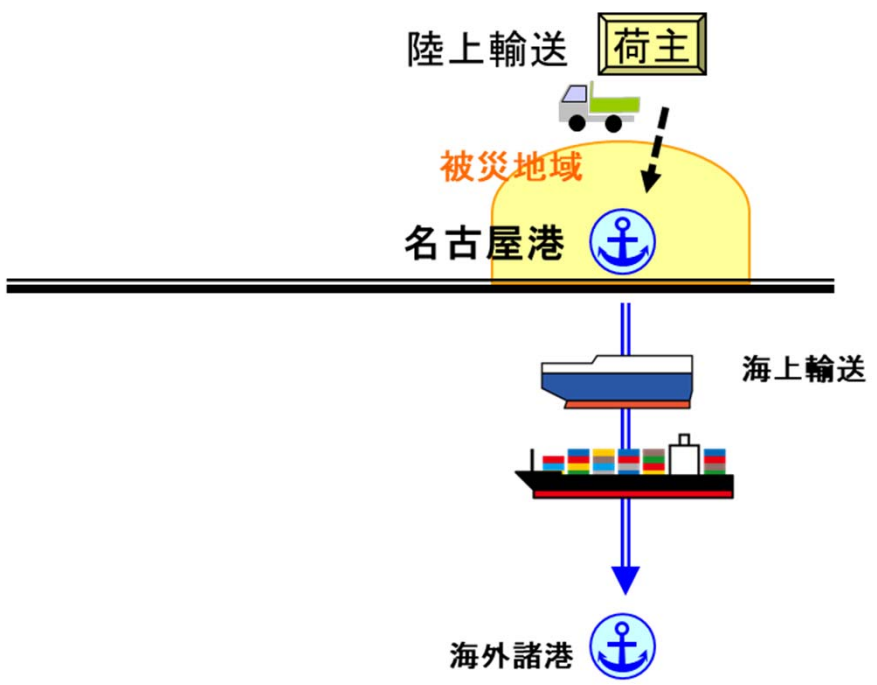 陸上輸送
荷主
被災地域
名古屋港
海上輸送
海外諸港